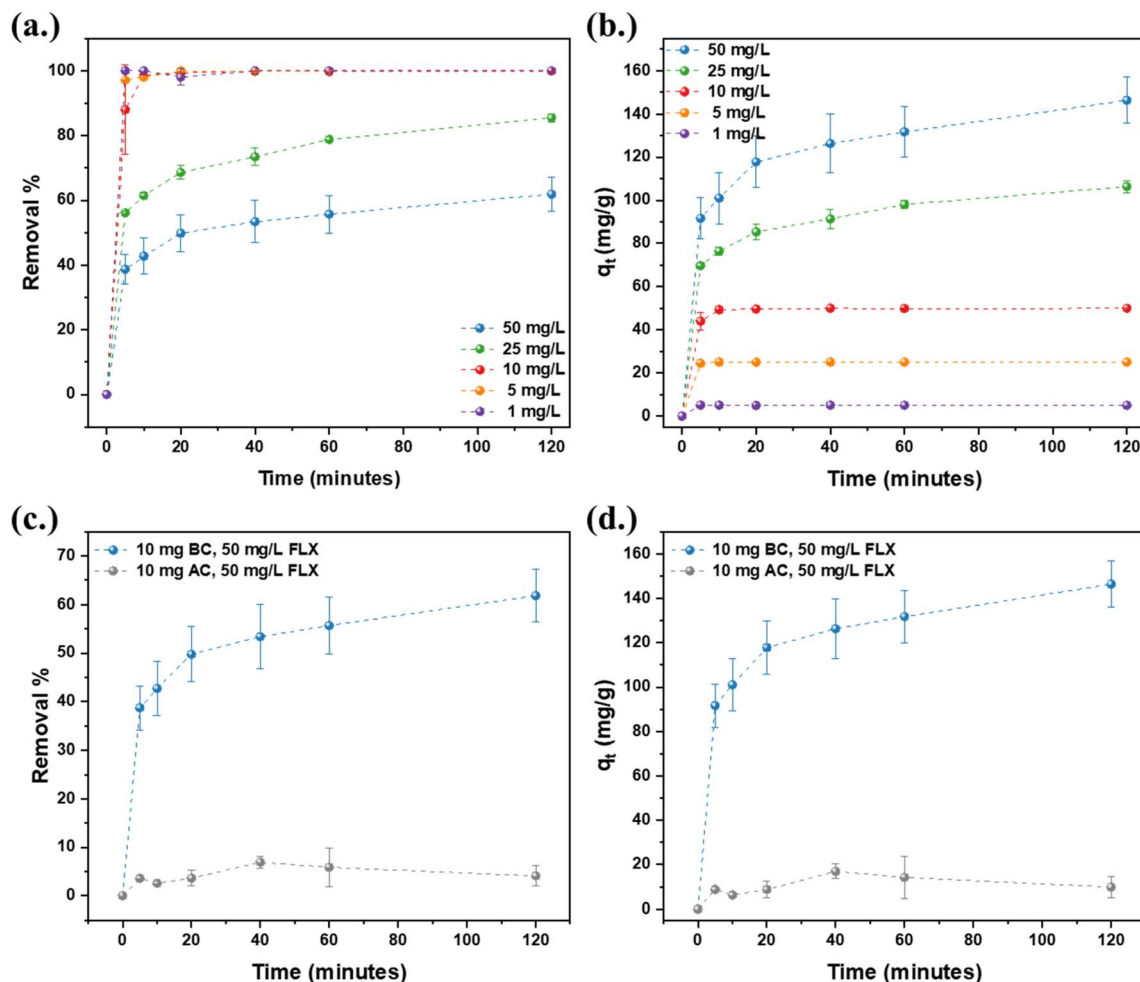 (a.)
100
80
60
40
20
0
Removal %
50 mg/L
25 mg/L
10 mg/L
5 mg/L
1 mg/L
0 20 40 60 80 100 120
Time (minutes)
(b.)
50 mg/L
25 mg/L
10 mg/L
5 mg/L
1 mg/L
160
140
120
100
80
60
40
20
0
qt (mg/g)
0 20 40 60 80 100 120
Time (minutes)
(c.)
10 mg BC, 50 mg/L FLX
10 mg AC, 50 mg/L FLX
70
60
50
40
30
20
10
0
Removal %
0 20 40 60 80 100 120
Time (minutes)
(d.)
10 mg BC, 50 mg/L FLX
10 mg AC, 50 mg/L FLX
160
140
120
100
80
60
40
20
0
qt (mg/g)
0 20 40 60 80 100 120
Time (minutes)